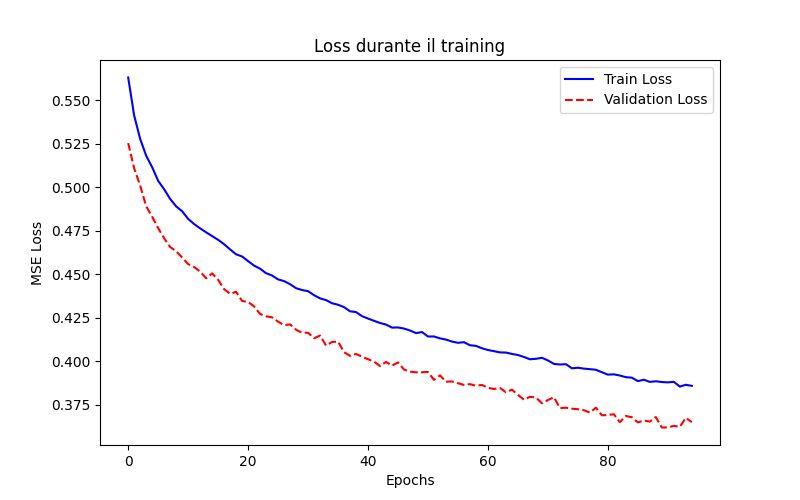 Loss durante il training
Train Loss
Validation Loss
MSE Loss
0.550
0.525
0.500
0.475
0.450
0.425
0.400
0.375
0 20 40 60 80
Epochs